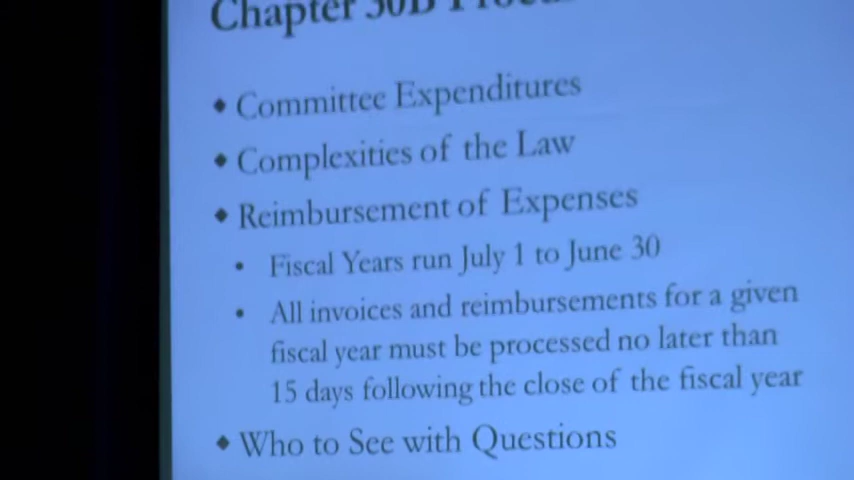 Chapter 30B
◆ Committee Expenditures
◆ Complexities of the Law
◆ Reimbursement of Expenses
• Fiscal Years run July 1 to June 30
• All invoices and reimbursements for a given
fiscal year must be processed no later than
15 days following the close of the fiscal year
◆ Who to See with Questions